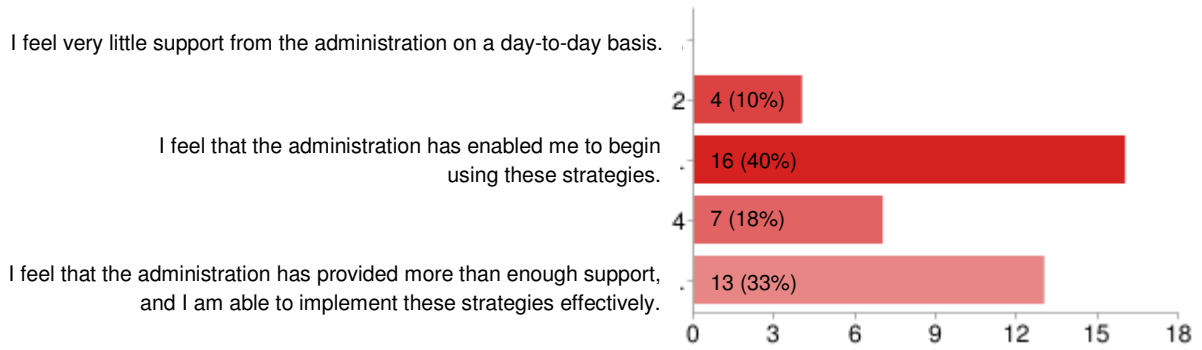 I feel very little support from the administration on a day-to-day basis.
2
4 (10%)
I feel that the administration has enabled me to begin
using these strategies.
16 (40%)
4
7 (18%)
I feel that the administration has provided more than enough support,
and I am able to implement these strategies effectively.
13 (33%)
0 3 6 9 12 15 18